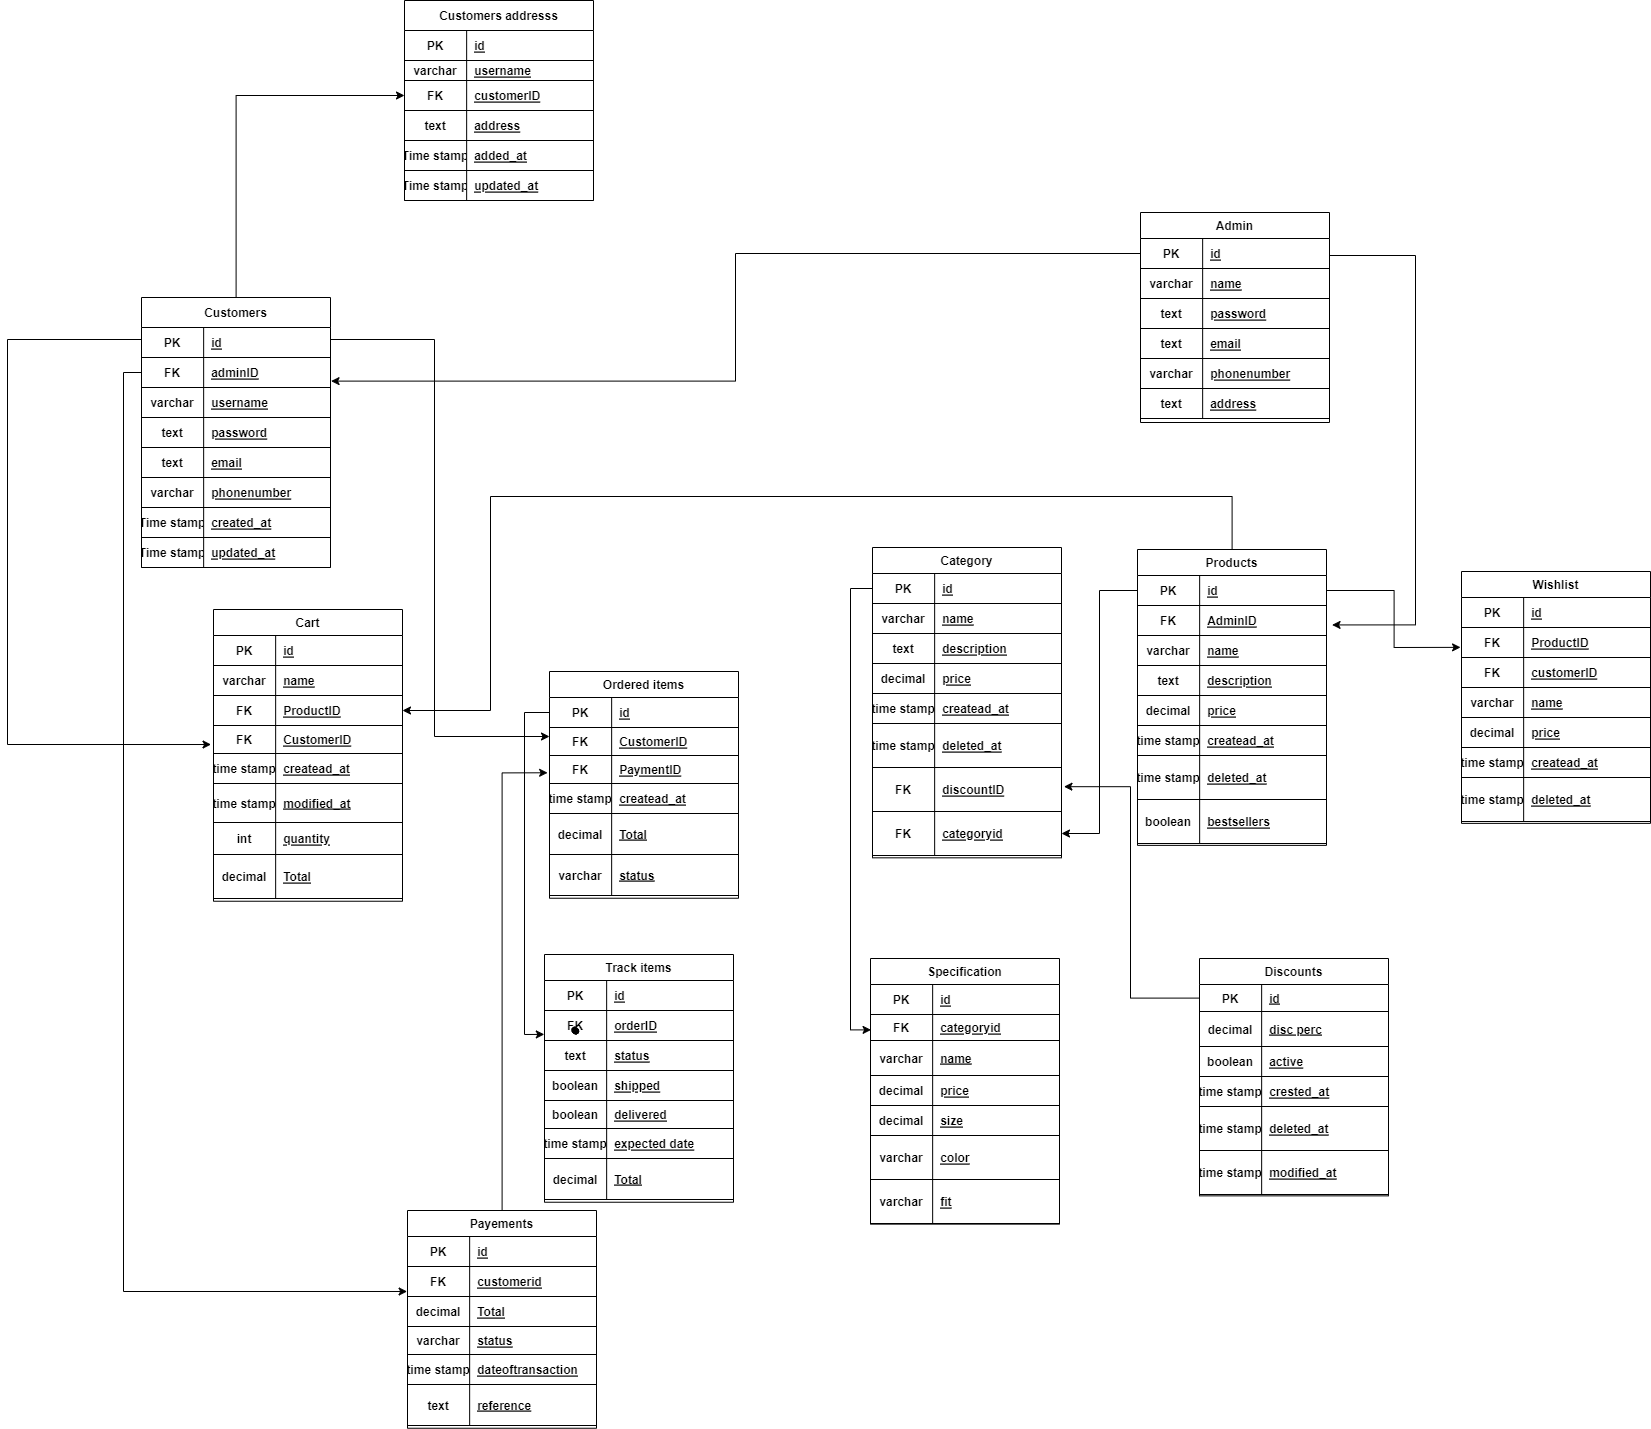 Customers addresss
PK id
varchar username
FK customerID
text address
Time stamp added_at
Time stamp updated_at
Admin
PK id
varchar name
text password
text email
varchar phonenumber
text address
Customers
PK id
FK adminID
varchar username
text password
text email
varchar phonenumber
Time stamp created_at
Time stamp updated_at
Category
PK id
varchar name
text description
decimal price
time stamp createad_at
time stamp deleted_at
FK discountID
FK categoryid
Products
PK id
FK AdminID
varchar name
text description
decimal price
time stamp createad_at
time stamp deleted_at
boolean bestsellers
Wishlist
PK id
FK ProductID
FK customerID
varchar name
decimal price
time stamp createad_at
time stamp deleted_at
Cart
PK id
varchar name
FK ProductID
FK CustomerID
time stamp createad_at
time stamp modified_at
int quantity
decimal Total
Ordered items
PK id
FK CustomerID
FK PaymentID
time stamp createad_at
decimal Total
varchar status
Track items
PK id
FK orderID
text status
boolean shipped
boolean delivered
time stamp expected date
decimal Total
Specification
PK id
FK categoryid
varchar name
decimal price
decimal size
varchar color
varchar fit
Discounts
PK id
decimal disc perc
boolean active
time stamp crested_at
time stamp deleted_at
time stamp modified_at
Payements
PK id
FK customerid
decimal Total
varchar status
time stamp dateoftransaction
text reference